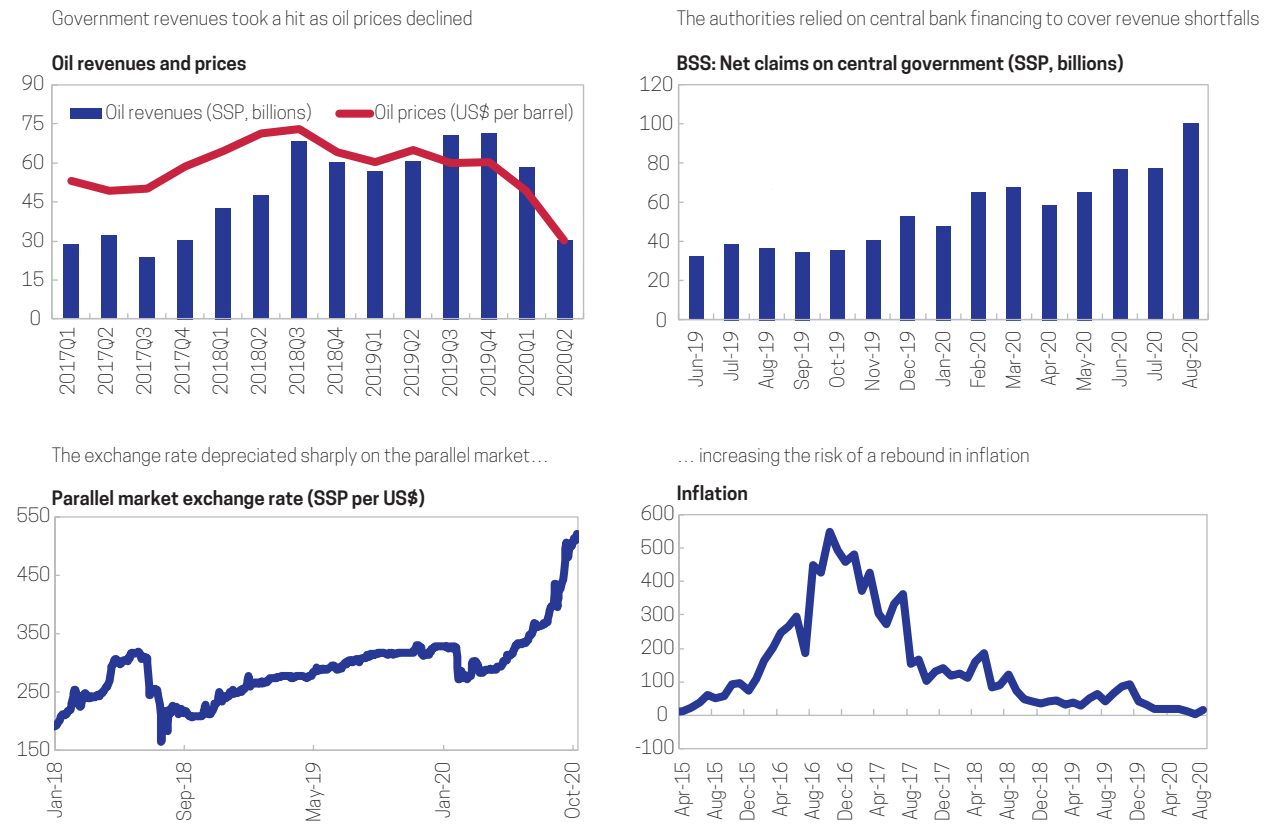 Government revenues took a hit as oil prices declined
Oil revenues and prices
90
75
60
45
30
15
0
Oil revenues (SSP, billions)
Oil prices (US$ per barrel)
2017Q1
2017Q2
2017Q3
2017Q4
2018Q1
2018Q2
2018Q3
2018Q4
2019Q1
2019Q2
2019Q3
2019Q4
2020Q1
2020Q2
The authorities relied on central bank financing to cover revenue shortfalls
BSS: Net claims on central government (SSP, billions)
120
100
80
60
40
20
0
Jun-19
Jul-19
Aug-19
Sep-19
Oct-19
Nov-19
Dec-19
Jan-20
Feb-20
Mar-20
Apr-20
May-20
Jun-20
Jul-20
Aug-20
The exchange rate depreciated sharply on the parallel market…
Parallel market exchange rate (SSP per US$)
550
450
350
250
150
Jan-18
Sep-18
May-19
Jan-20
Oct-20
… increasing the risk of a rebound in inflation
Inflation
600
500
400
300
200
100
0
-100
Apr-15
Aug-15
Dec-15
Apr-16
Aug-16
Dec-16
Apr-17
Aug-17
Dec-17
Apr-18
Aug-18
Dec-18
Apr-19
Aug-19
Dec-19
Apr-20
Aug-20